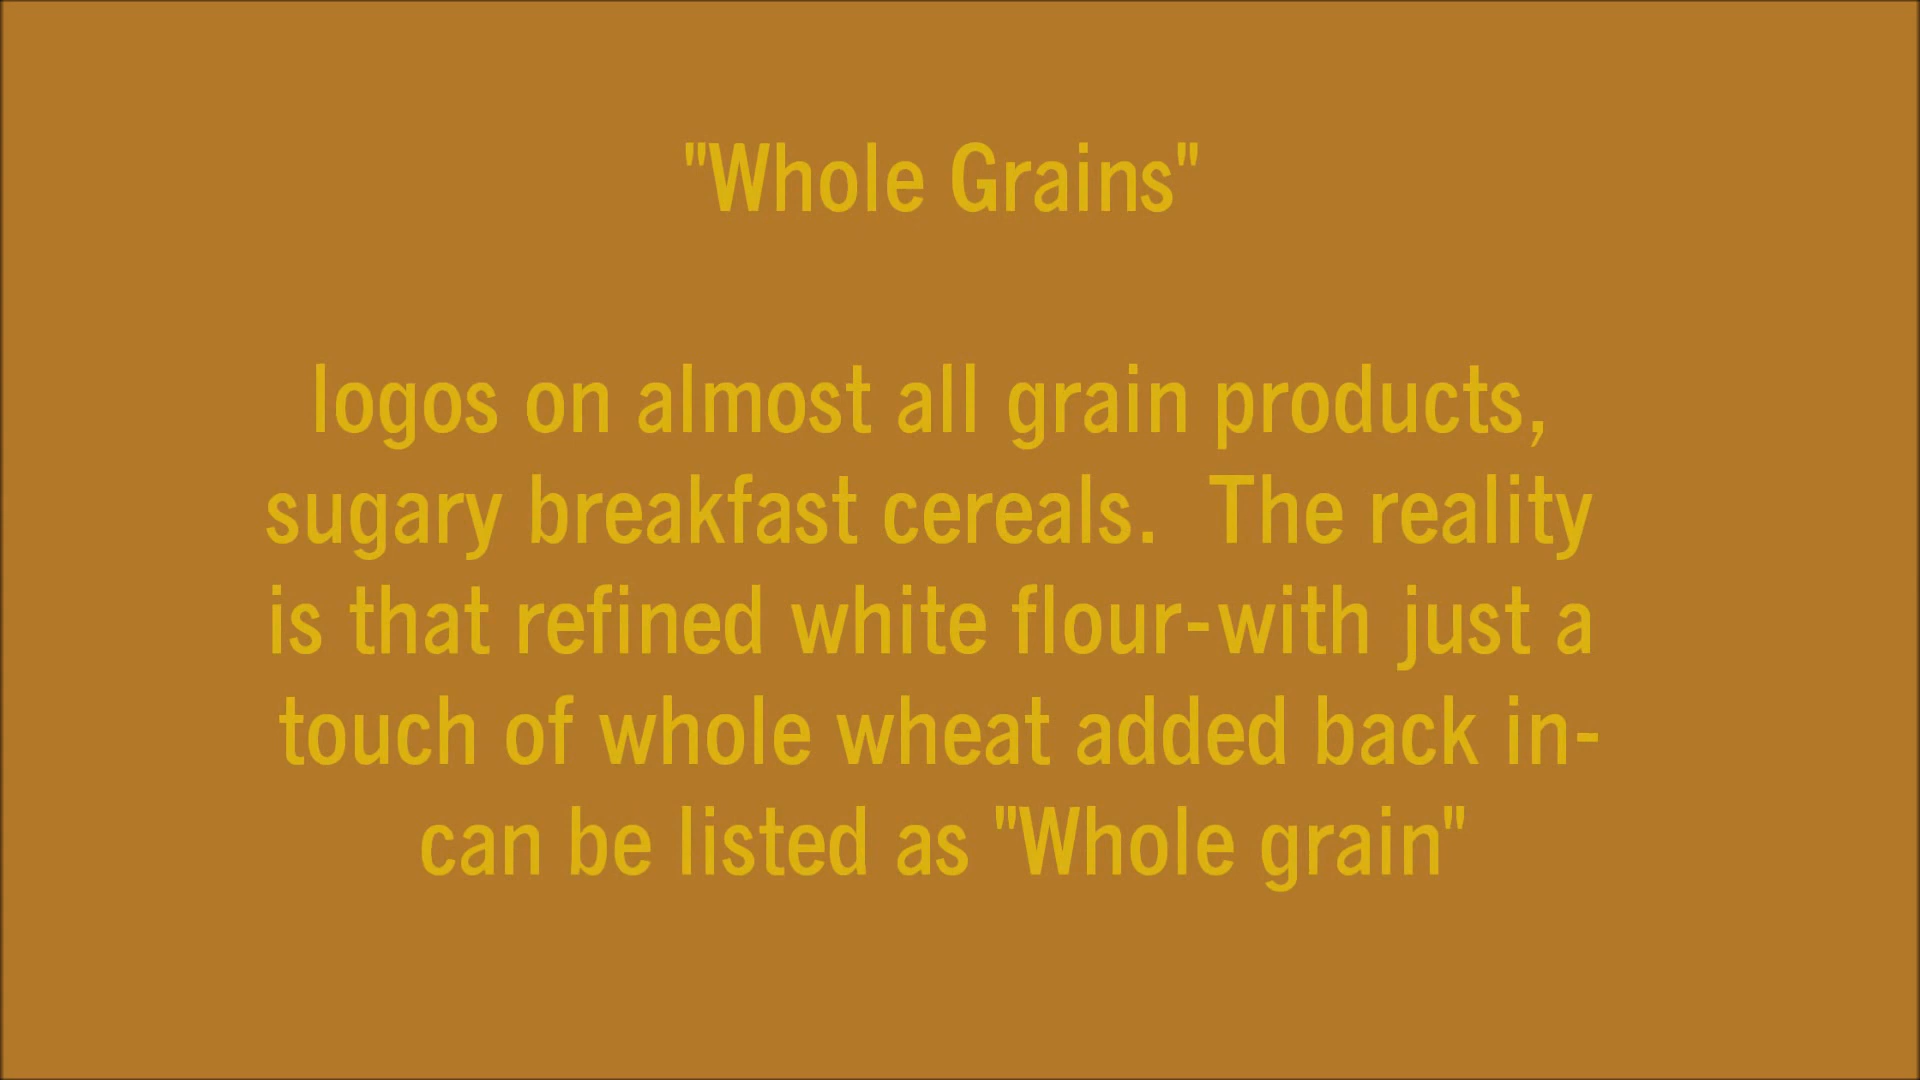 "Whole Grains"
logos on almost all grain products,
sugary breakfast cereals.  The reality
is that refined white flour-with just a
touch of whole wheat added back in-
can be listed as "Whole grain"